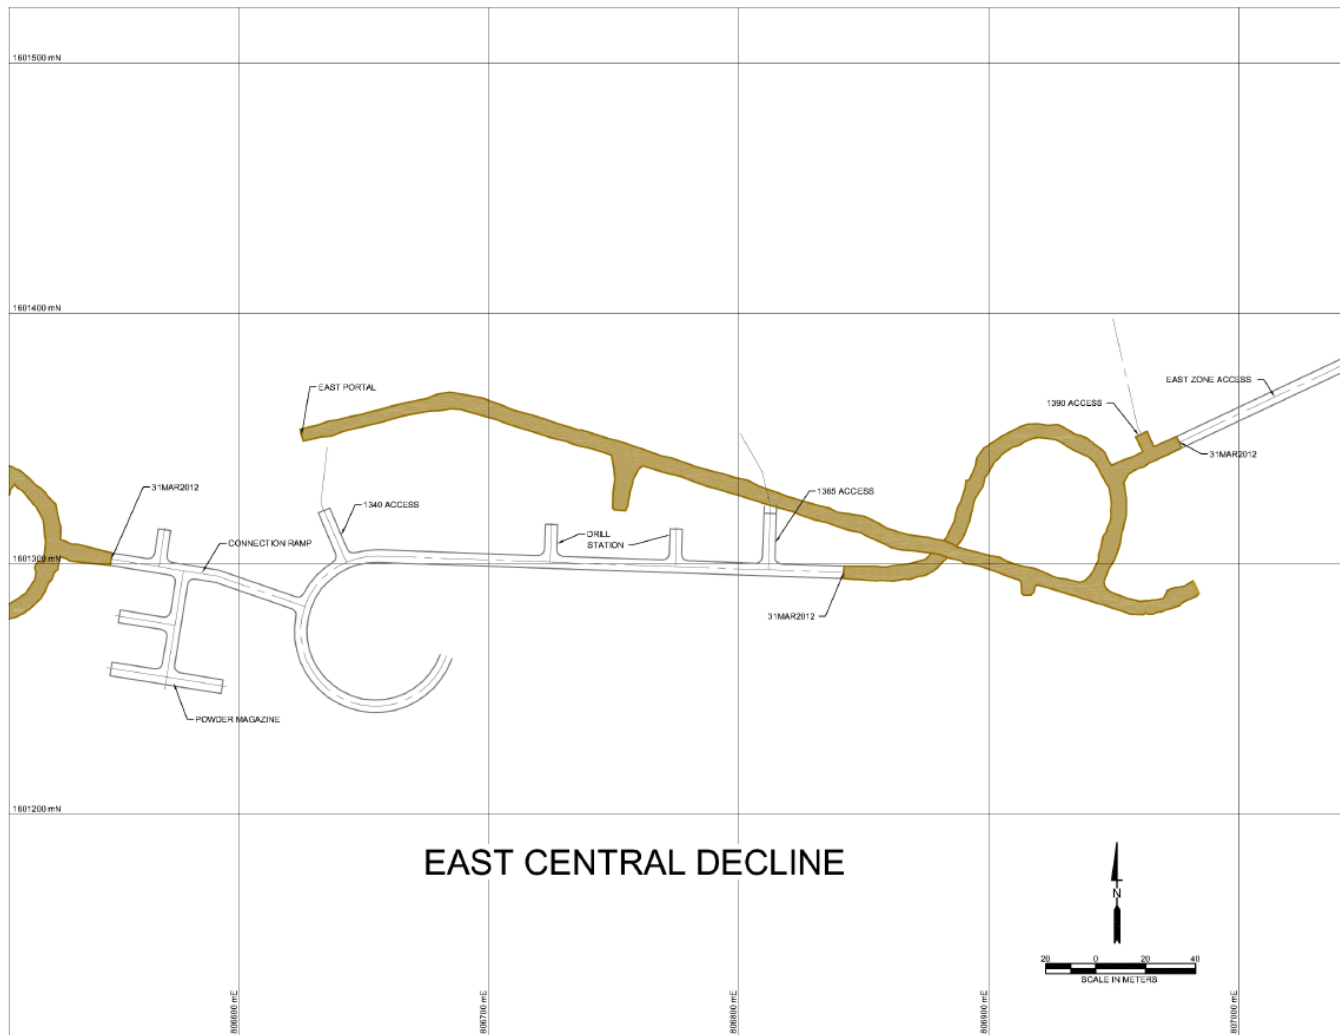 1601500 mN
1601400 mN
EAST PORTAL
EAST ZONE ACCESS
1390 ACCESS
31MAR2012
31MAR2012
1340 ACCESS
1365 ACCESS
CONNECTION RAMP
DRILL
STATION
1601300 mN
31MAR2012
POWDER MAGAZINE
1601200 mN
EAST CENTRAL DECLINE
N
20 0 20 40
SCALE IN METERS
806600 mE
806700 mE
806800 mE
806900 mE
807000 mE